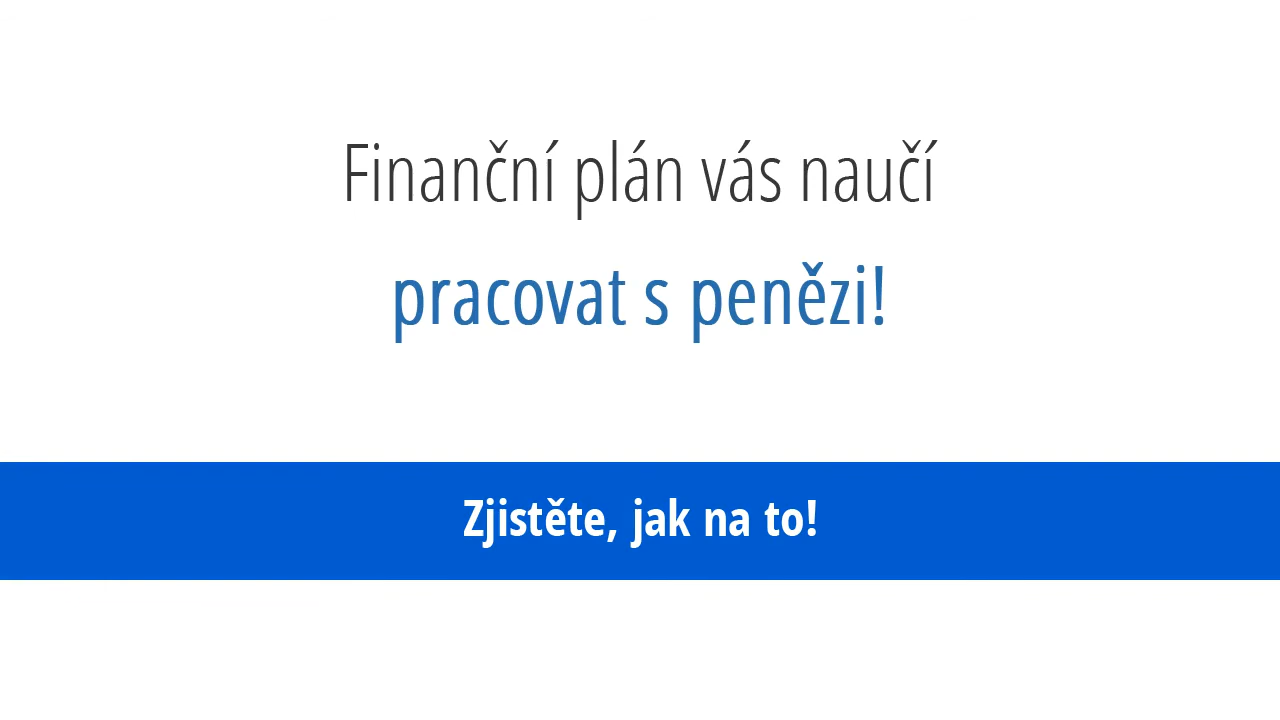 Finanční plán vás naučí
pracovat s penězi!
Zjistěte, jak na to!